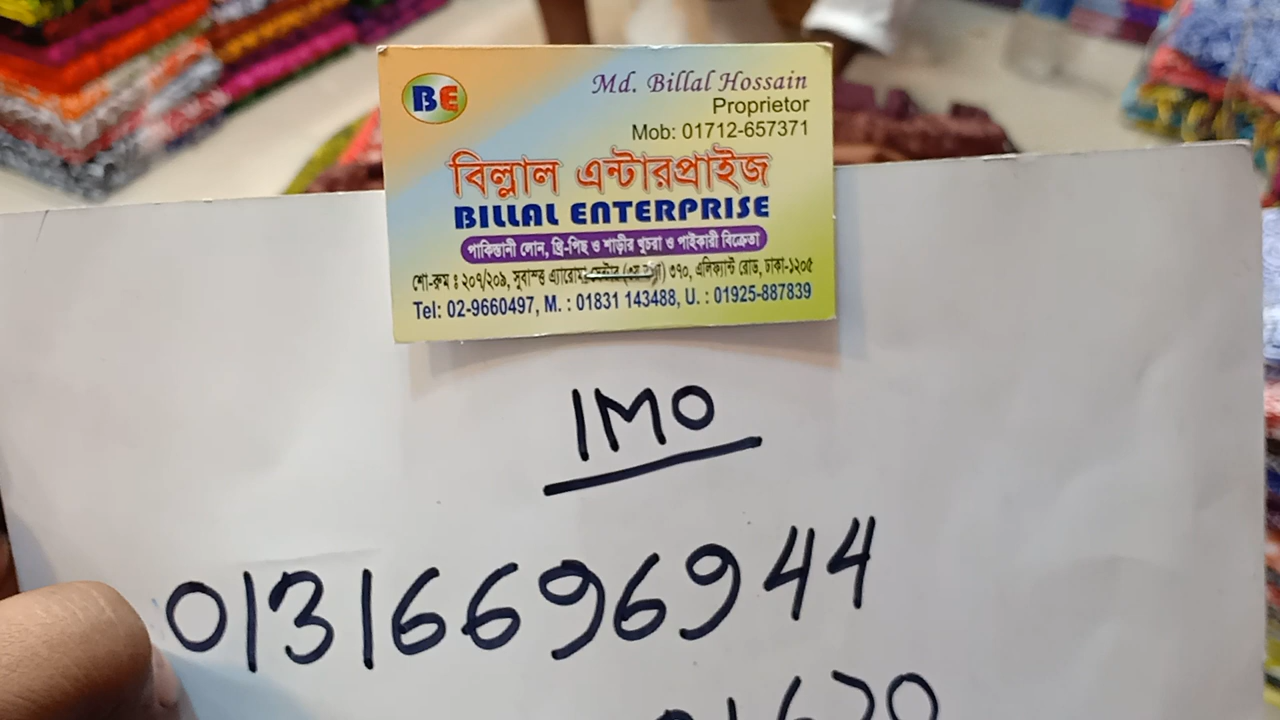 BE
Md. Billal Hossain
Proprietor
Mob: 01712-657371
বিল্লাল এন্টারপ্রাইজ
BILLAL ENTERPRISE
পাকিস্তানী লোন, থ্রি-পিছ ও শাড়ীর খুচরা ও পাইকারী বিক্রেতা
শো-রুম ঃ ২০৭/২০৯, সুবাস্তু এ্যারোমা সেন্টার ৩৭০, এলিফ্যান্ট রোড, ঢাকা-১২০৫
Tel: 02-9660497, M. : 01831 143488, U. : 01925-887839
IMO
01316696944